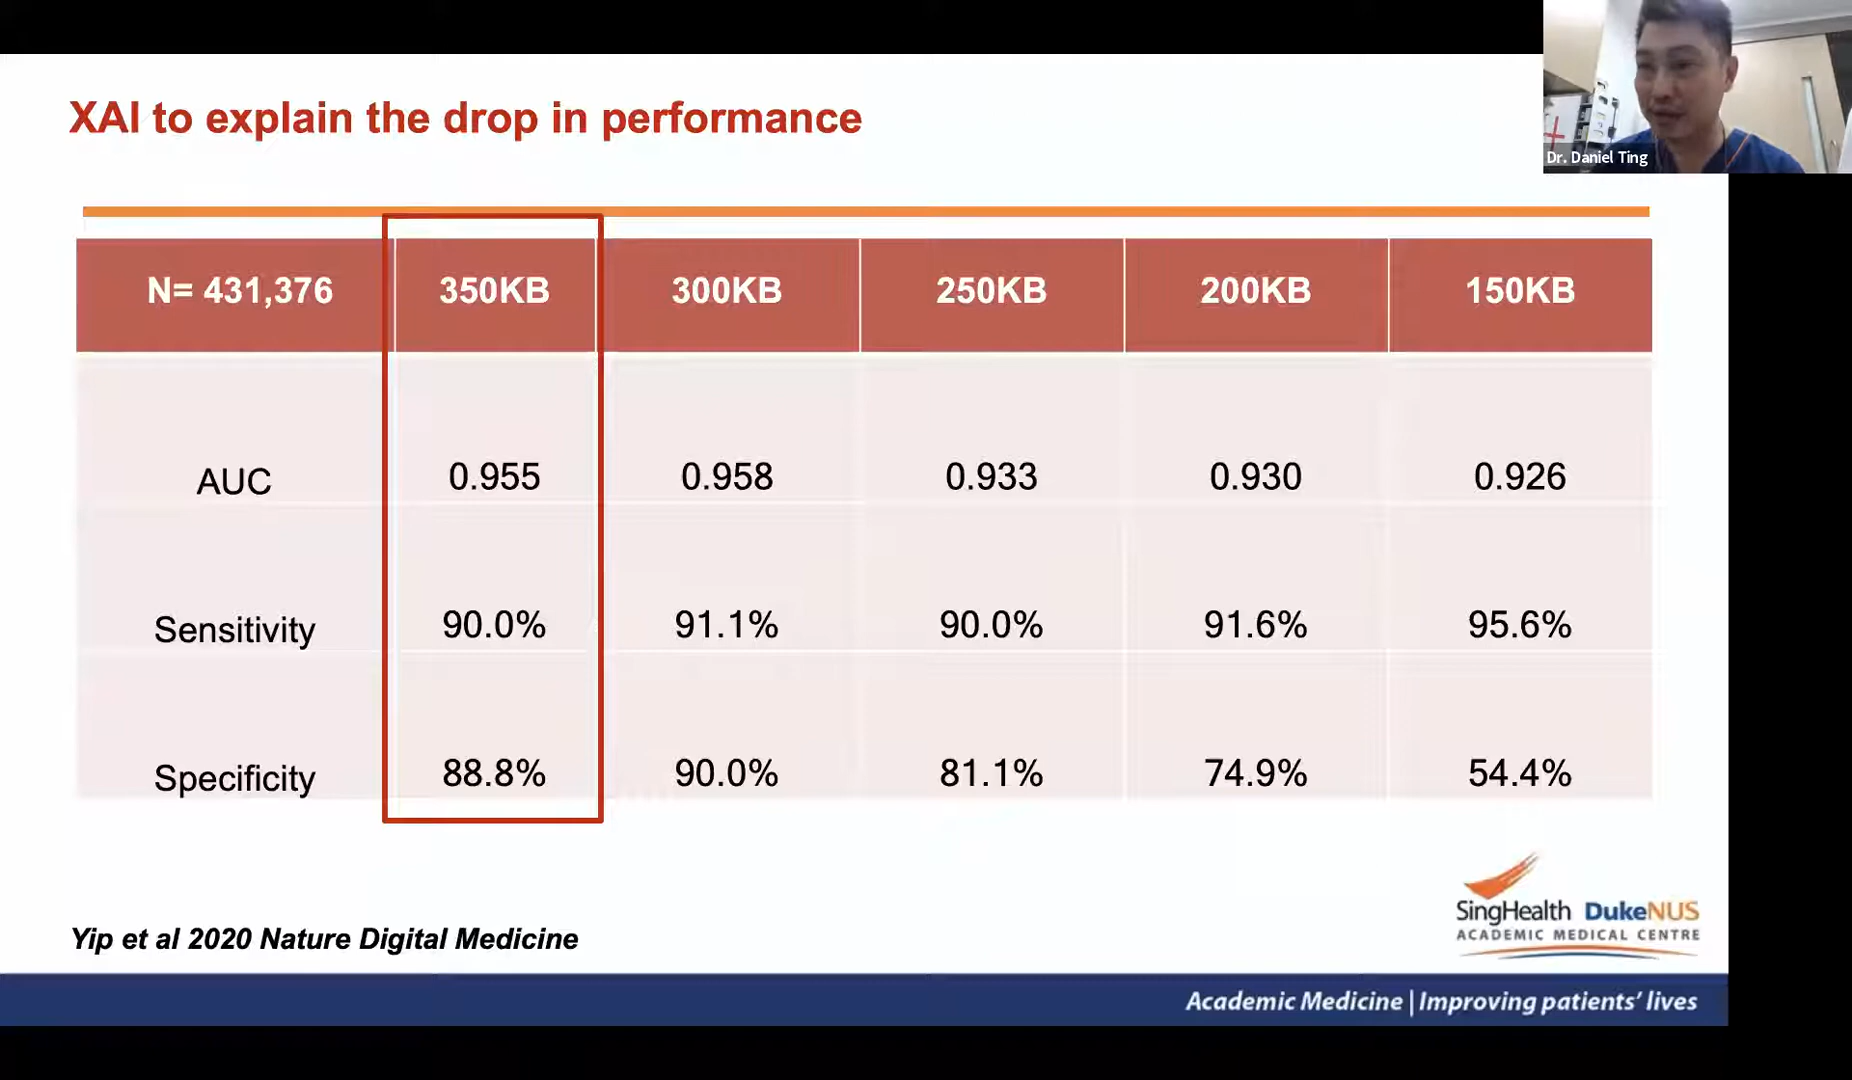 XAI to explain the drop in performance
Dr. Daniel Ting
N= 431,376 350KB 300KB 250KB 200KB 150KB
AUC 0.955 0.958 0.933 0.930 0.926
Sensitivity 90.0% 91.1% 90.0% 91.6% 95.6%
Specificity 88.8% 90.0% 81.1% 74.9% 54.4%
SingHealth DukeNUS
ACADEMIC MEDICAL CENTRE
Yip et al 2020 Nature Digital Medicine
Academic Medicine | Improving patients' lives